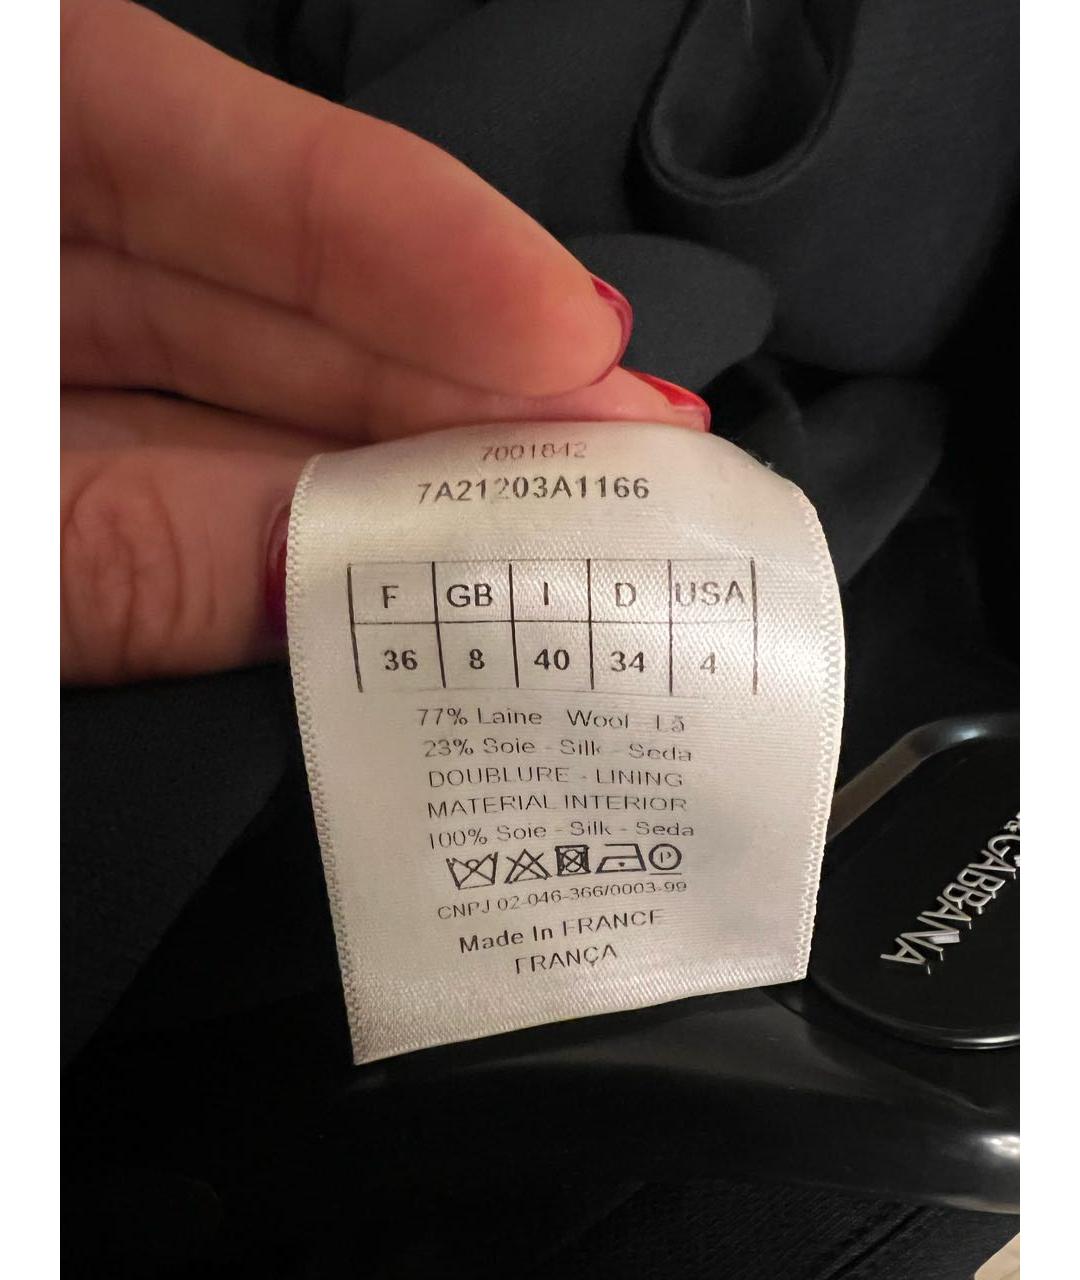 7001842
7A21203A1166
F GB I D USA
36 8 40 34 4
77% Laine Wool - Lã
23% Soie - Silk - Seda
DOUBLURE - LINING
MATERIAL INTERIOR
100% Soie - Silk - Seda
P
CNPJ 02-046-366/0003-99
Made In FRANCE
FRANÇA
GABBANA